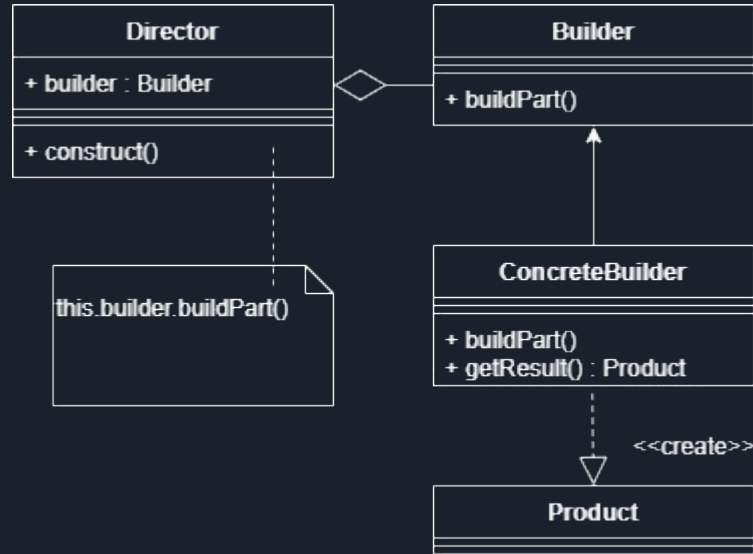 Director
+ builder : Builder
+ construct()
this.builder.buildPart()
Builder
+ buildPart()
ConcreteBuilder
+ buildPart()
+ getResult() : Product
<<create>>
Product